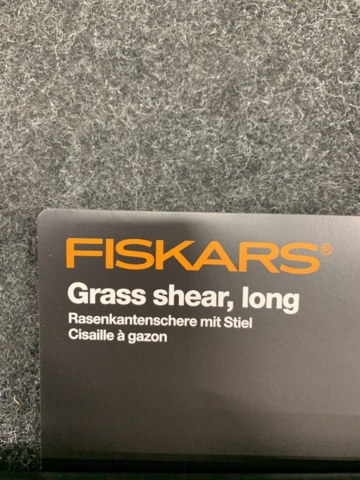 FISKARS®
Grass shear, long
Rasenkantenschere mit Stiel
Cisaille à gazon